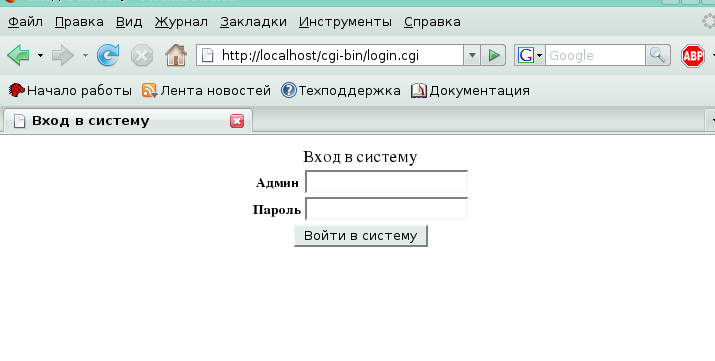 Файл Правка Вид Журнал Закладки Инструменты Справка
http://localhost/cgi-bin/login.cgi G Google ABP
Начало работы Лента новостей Техподдержка Документация
Вход в систему
Вход в систему
Админ
Пароль
Войти в систему